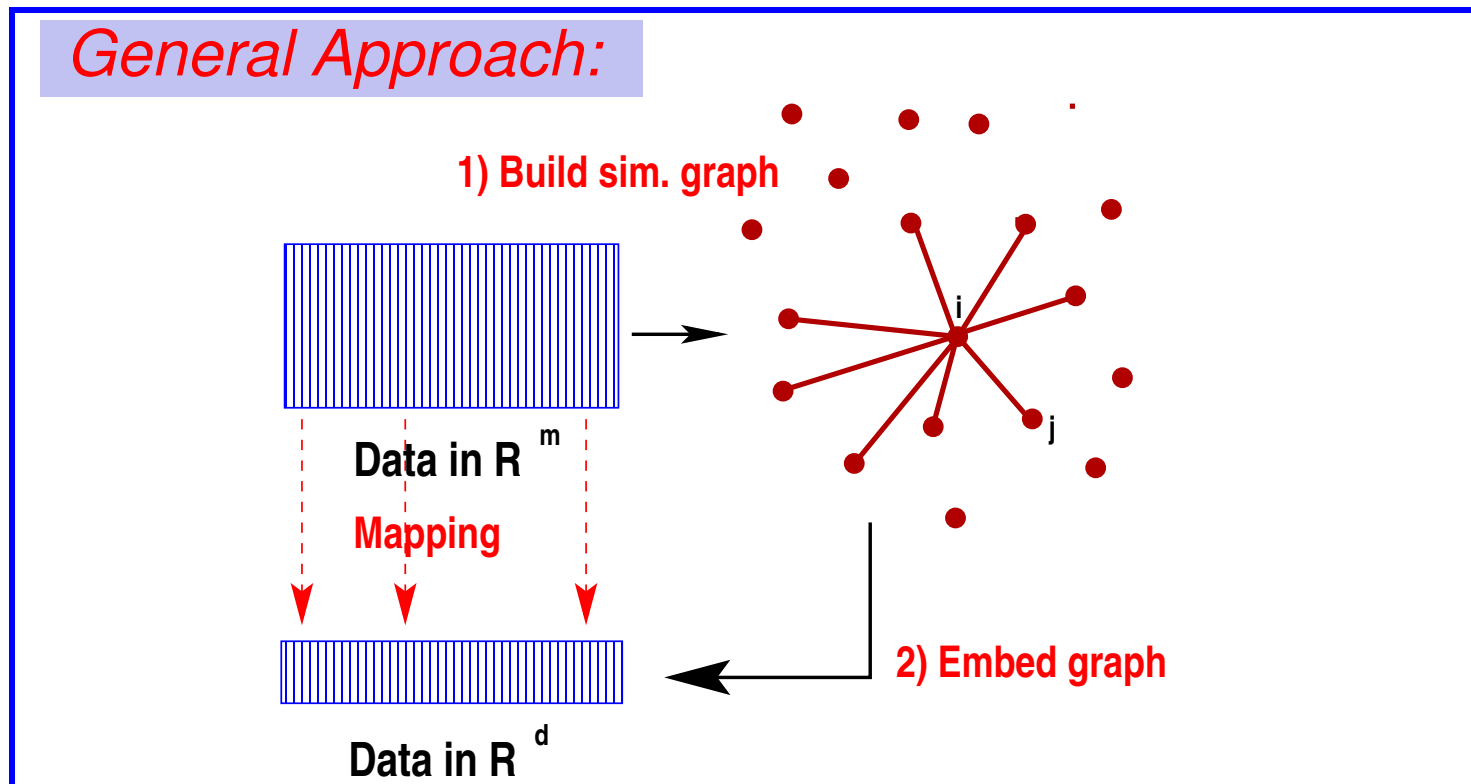 General Approach:
1) Build sim. graph
i
j
Data in R m
Mapping
2) Embed graph
Data in R d